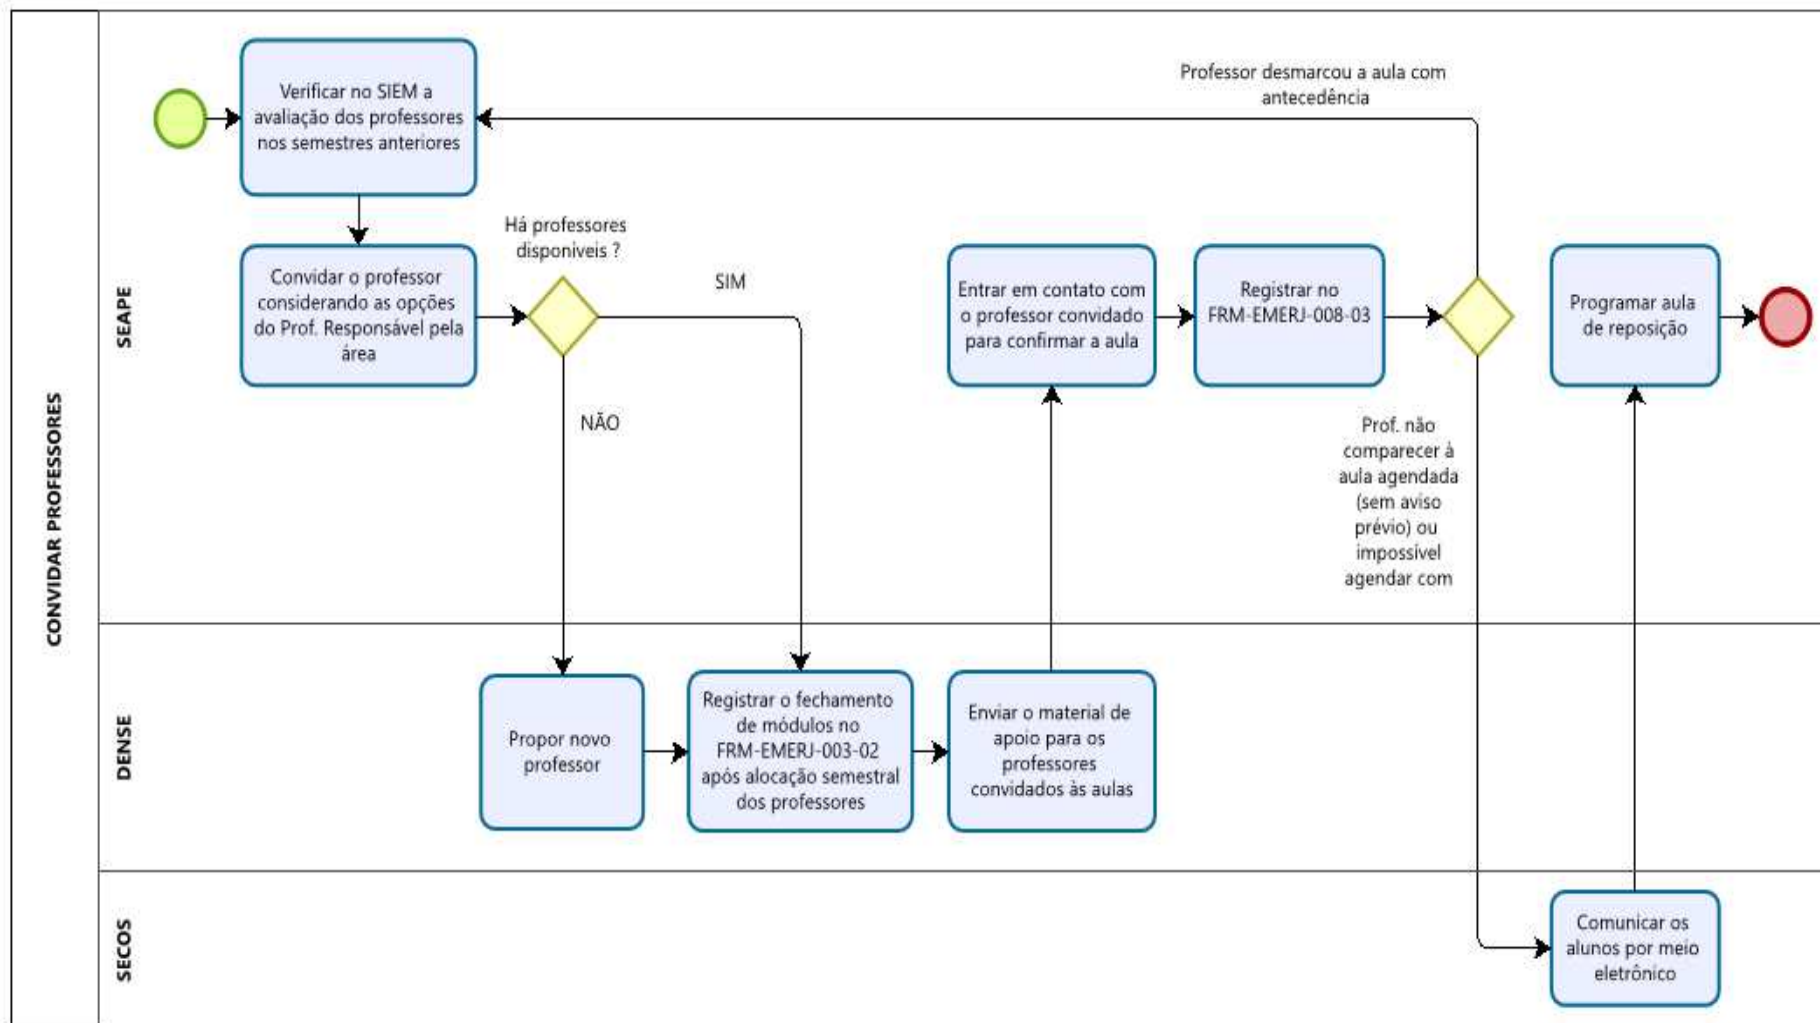 CONVIDAR PROFESSORES
SEAPE
Verificar no SIEM a
avaliação dos professores
nos semestres anteriores
Professor desmarcou a aula com
antecedência
Convidar o professor
considerando as opções
do Prof. Responsável pela
área
Há professores
disponíveis ?
SIM
NÃO
Entrar em contato com
o professor convidado
para confirmar a aula
Registrar no
FRM-EMERJ-008-03
Programar aula
de reposição
Prof. não
comparecer à
aula agendada
(sem aviso
prévio) ou
impossível
agendar com
DENSE
Propor novo
professor
Registrar o fechamento
de módulos no
FRM-EMERJ-003-02
após alocação semestral
dos professores
Enviar o material de
apoio para os
professores
convidados às aulas
SECOS
Comunicar os
alunos por meio
eletrônico